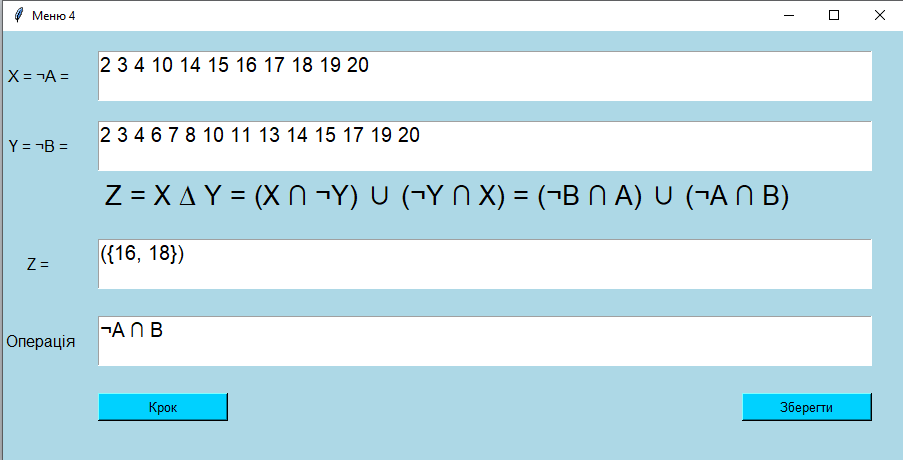 Меню 4
X = ¬A = 2 3 4 10 14 15 16 17 18 19 20
Y = ¬B = 2 3 4 6 7 8 10 11 13 14 15 17 19 20
Z = X ∆ Y = (X ∩ ¬Y) ∪ (¬Y ∩ X) = (¬B ∩ A) ∪ (¬A ∩ B)
Z = ({16, 18})
Операція ¬A ∩ B
Крок Зберегти